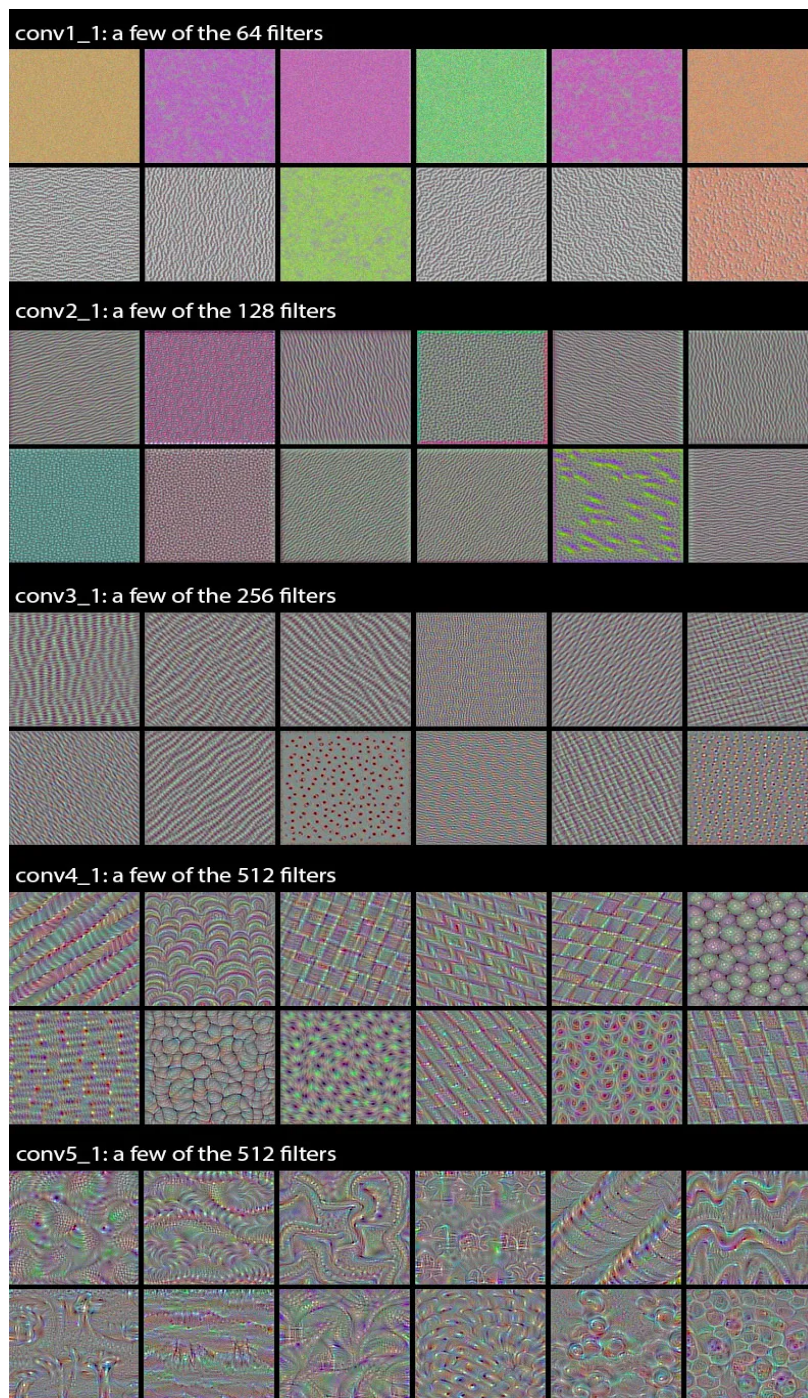 conv1_1: a few of the 64 filters
conv2_1: a few of the 128 filters
conv3_1: a few of the 256 filters
conv4_1: a few of the 512 filters
conv5_1: a few of the 512 filters